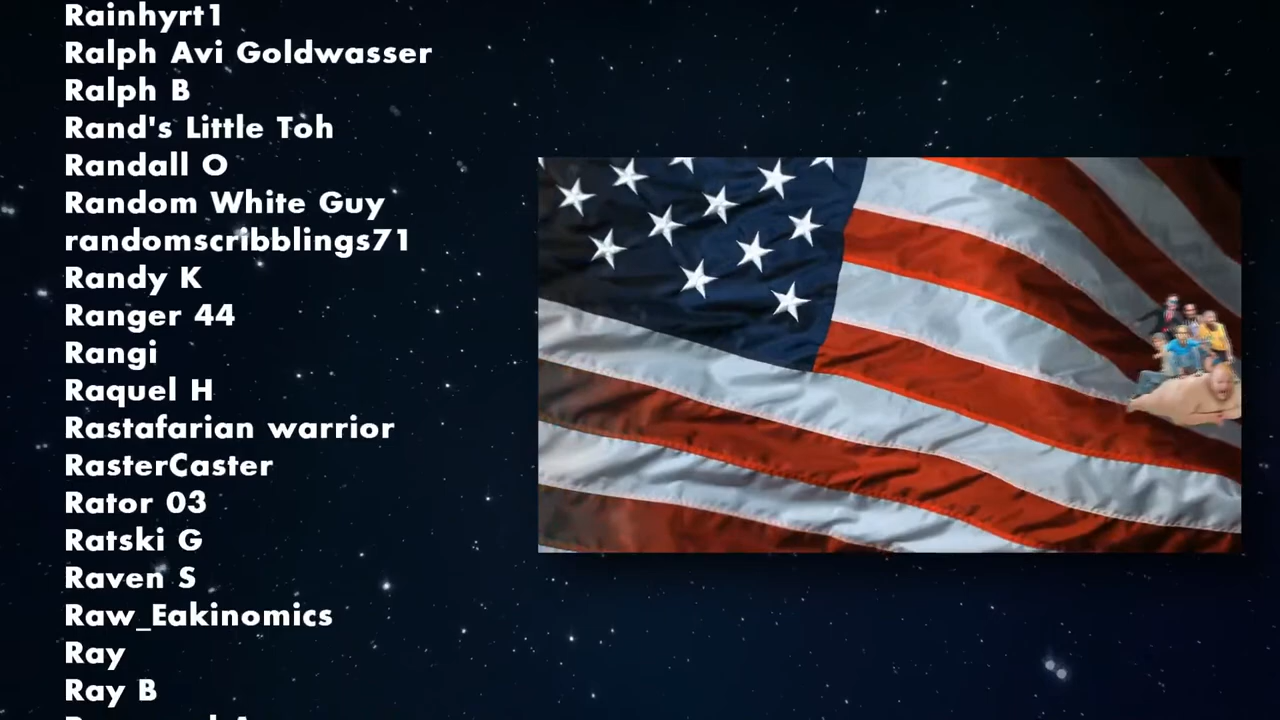 Rainhyrt1
Ralph Avi Goldwasser
Ralph B
Rand's Little Toh
Randall O
Random White Guy
randomscribblings71
Randy K
Ranger 44
Rangi
Raquel H
Rastafarian warrior
RasterCaster
Rator 03
Ratski G
Raven S
Raw_Eakinomics
Ray
Ray B